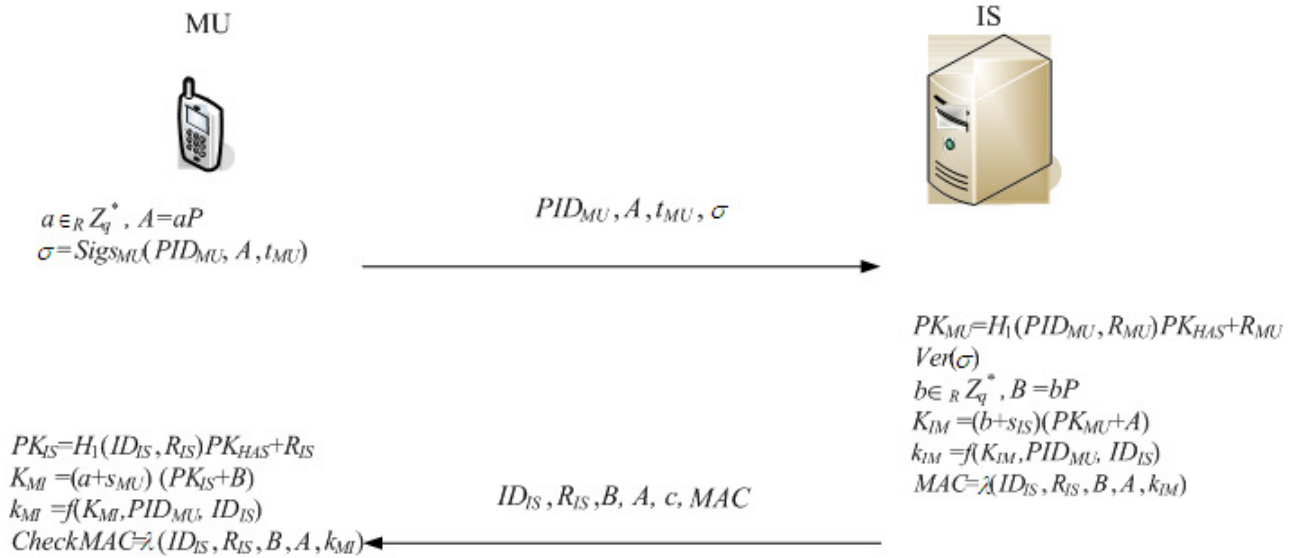 MU
IS
a ∈R Zq*, A=aP
σ=SigsMU(PIDMU, A, tMU)
PIDMU, A, tMU, σ
PKMU=H1(PIDMU, RMU)PKHAS+RMU
Ver(σ)
b∈R Zq*, B=bP
KIM=(b+sIS)(PKMU+A)
kIM=f(KIM,PIDMU, IDIS)
MAC=λ(IDIS, RIS, B, A, kIM)
PKIS=H1(IDIS, RIS)PKHAS+RIS
KMI=(a+sMU) (PKIS+B)
kMI=f(KMI,PIDMU, IDIS)
CheckMAC=λ(IDIS, RIS, B, A, kMI)
IDIS, RIS, B, A, c, MAC